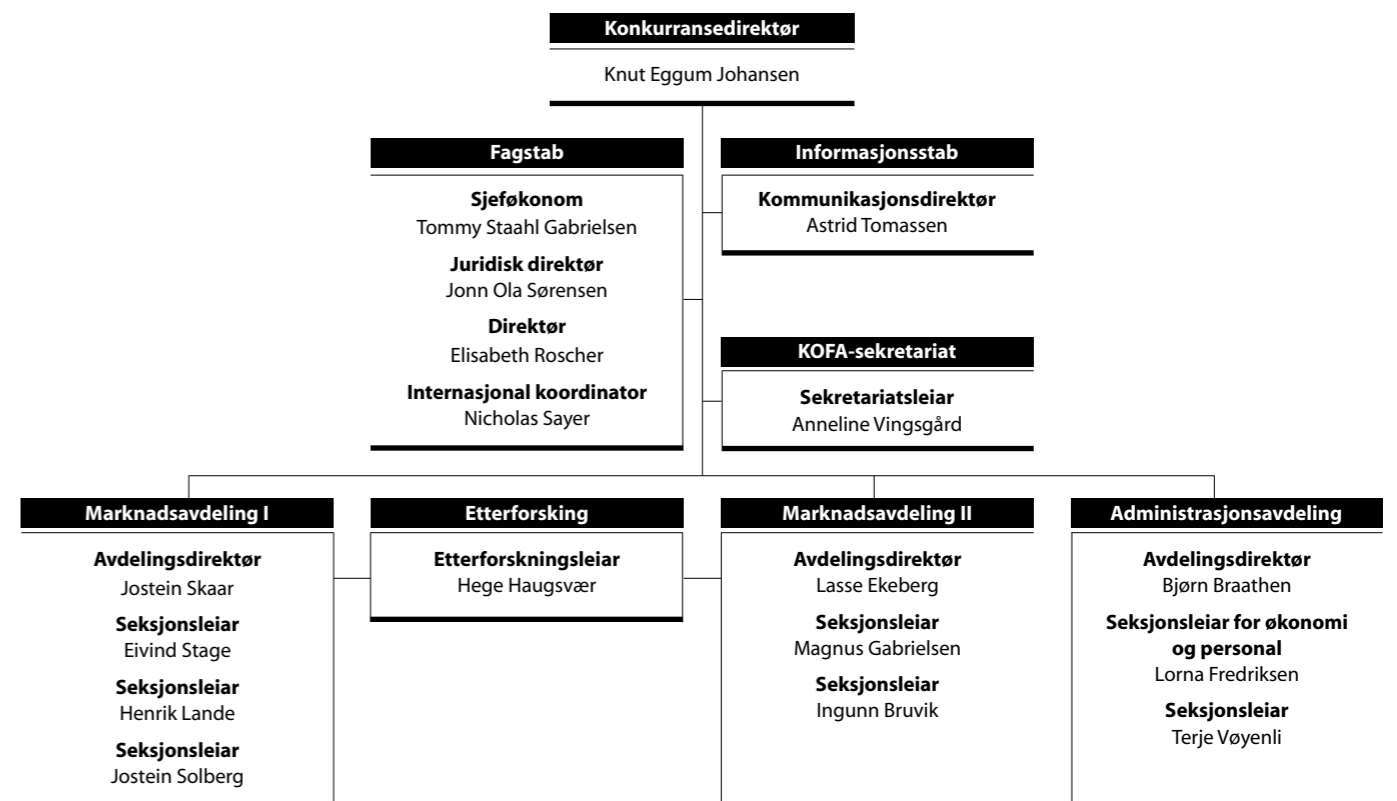 Konkurransedirektør
Knut Eggum Johansen
Fagstab
Sjeføkonom
Tommy Staahl Gabrielsen
Juridisk direktør
Jonn Ola Sørensen
Direktør
Elisabeth Roscher
Internasjonal koordinator
Nicholas Sayer
Informasjonsstab
Kommunikasjonsdirektør
Astrid Tomassen
KOFA-sekretariat
Sekretariatsleiar
Anneline Vingsgård
Marknadsavdeling I
Avdelingsdirektør
Jostein Skaar
Seksjonsleiar
Eivind Stage
Seksjonsleiar
Henrik Lande
Seksjonsleiar
Jostein Solberg
Etterforsking
Etterforskningsleiar
Hege Haugsvær
Marknadsavdeling II
Avdelingsdirektør
Lasse Ekeberg
Seksjonsleiar
Magnus Gabrielsen
Seksjonsleiar
Ingunn Bruvik
Administrasjonsavdeling
Avdelingsdirektør
Bjørn Braathen
Seksjonsleiar for økonomi
og personal
Lorna Fredriksen
Seksjonsleiar
Terje Vøyenli